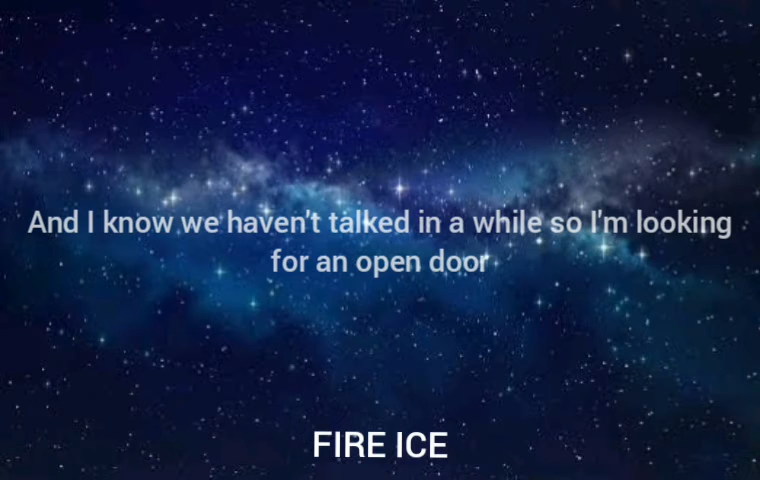 And I know we haven't talked in a while so I'm looking
for an open door
FIRE ICE